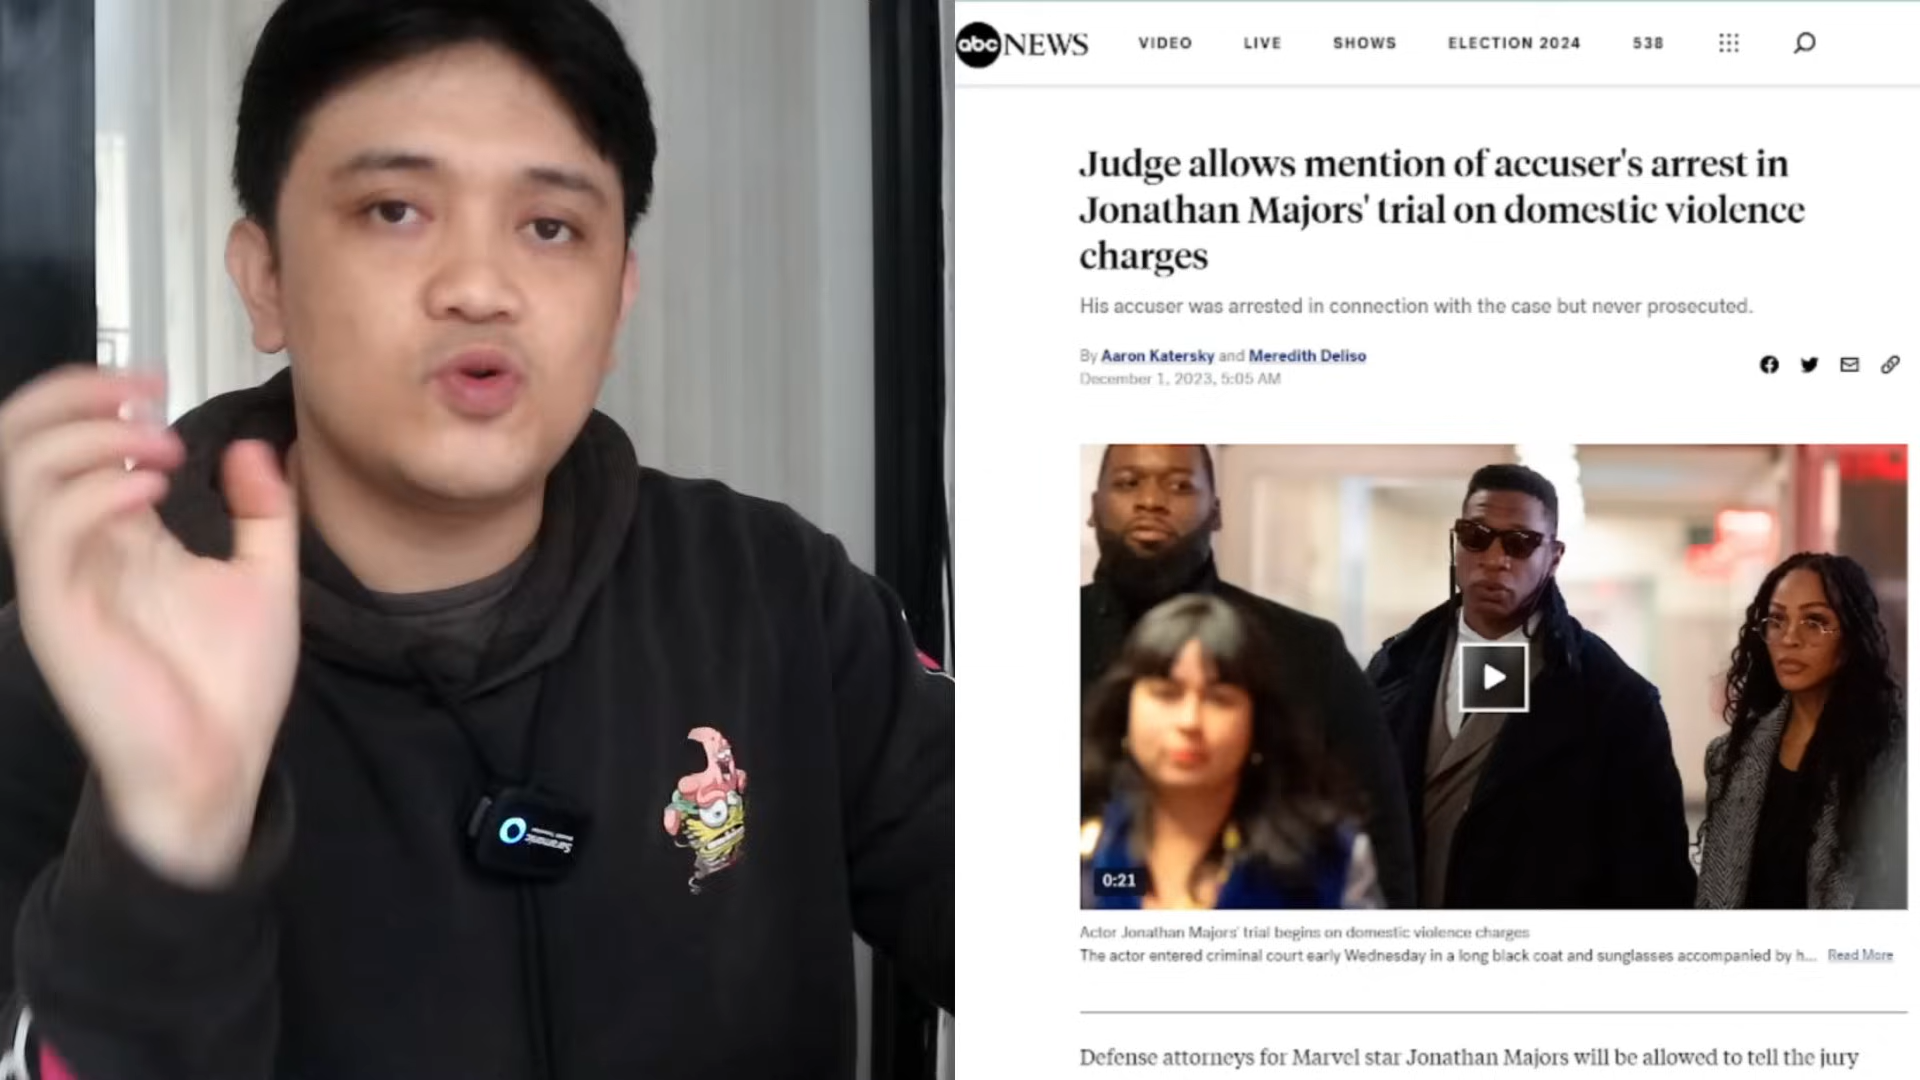 abc NEWS
VIDEO
LIVE
SHOWS
ELECTION 2024
538
Judge allows mention of accuser's arrest in
Jonathan Majors' trial on domestic violence
charges
His accuser was arrested in connection with the case but never prosecuted.
By Aaron Katersky and Meredith Deliso
December 1, 2023, 5:05 AM
0:21
Actor Jonathan Majors' trial begins on domestic violence charges
The actor entered criminal court early Wednesday in a long black coat and sunglasses accompanied by h... Read More
Defense attorneys for Marvel star Jonathan Majors will be allowed to tell the jury
Saramonic